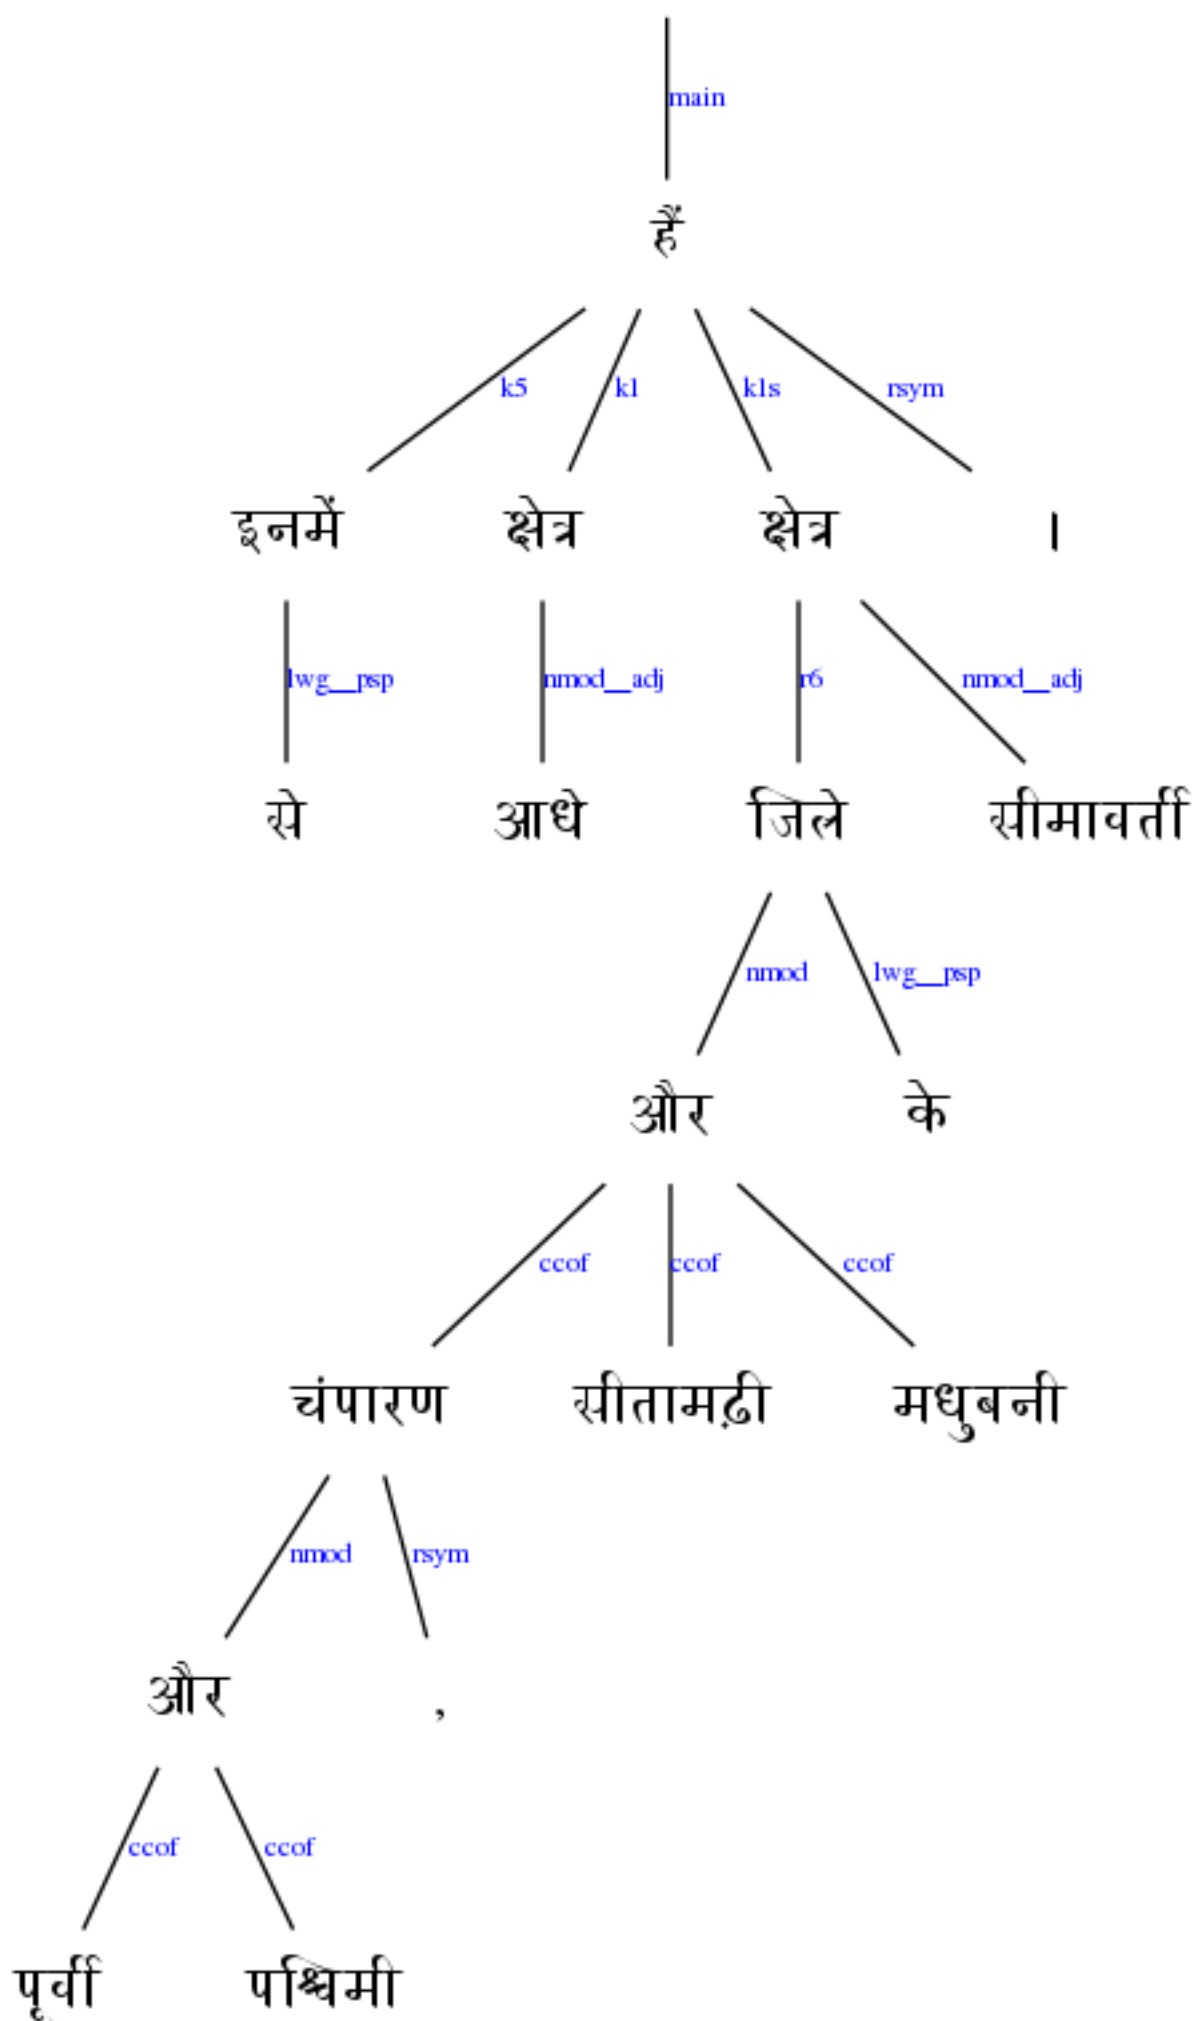 main
हैं
k5 k1 k1s rsym
इनमें क्षेत्र क्षेत्र ।
lwg__psp nmod__adj r6 nmod__adj
से आधे जिले सीमावर्ती
nmod lwg__psp
और के
ccof ccof ccof
चंपारण सीतामढ़ी मधुबनी
nmod rsym
और ,
ccof ccof
पूर्वी पश्चिमी